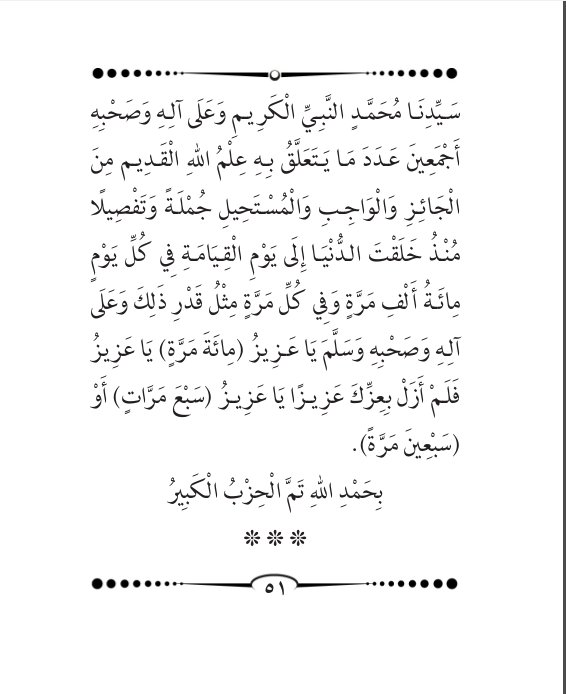 سَيِّدِنَا مُحَمَّدٍ النَّبِيِّ الْكَرِيمِ وَعَلَى آلِهِ وَصَحْبِهِ
أَجْمَعِينَ عَدَدَ مَا يَتَعَلَّقُ بِهِ عِلْمُ اللهِ الْقَدِيمِ مِنَ
الْجَائِزِ وَالْوَاجِبِ وَالْمُسْتَحِيلِ جُمْلَةً وَتَفْصِيلًا
مُنْذُ خَلَقْتَ الدُّنْيَا إِلَى يَوْمِ الْقِيَامَةِ فِي كُلِّ يَوْمٍ
مِائَةُ أَلْفِ مَرَّةٍ وَفِي كُلِّ مَرَّةٍ مِثْلُ قَدْرِ ذَلِكَ وَعَلَى
آلِهِ وَصَحْبِهِ وَسَلَّمَ يَا عَزِيزُ (مِائَةَ مَرَّةٍ) يَا عَزِيزُ
فَلَمْ أَزَلْ بِعِزِّكَ عَزِيزًا يَا عَزِيزُ (سَبْعَ مَرَّاتٍ) أَوْ
(سَبْعِينَ مَرَّةً).
بِحَمْدِ اللهِ تَمَّ الْحِزْبُ الْكَبِيرُ
٥١